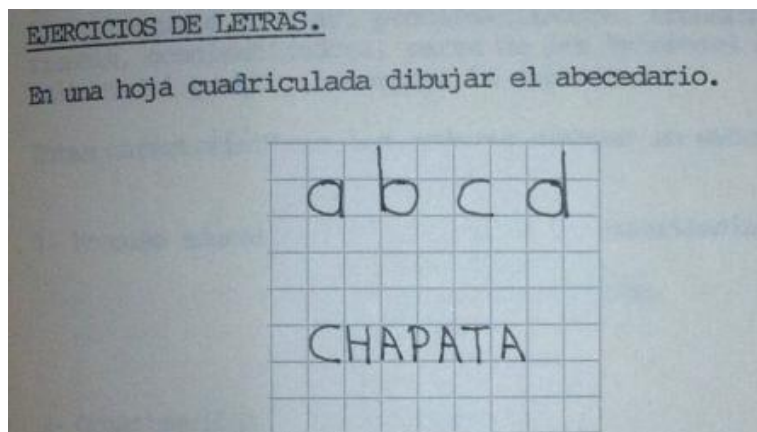 EJERCICIOS DE LETRAS.
En una hoja cuadriculada dibujar el abecedario.
a b c d
CHAPATA